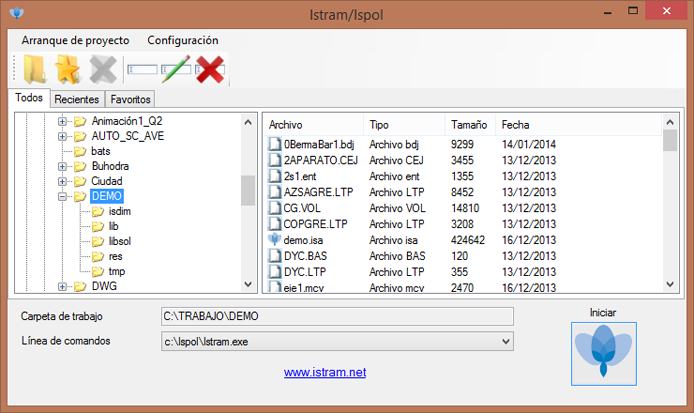 Istram/Ispol
Arranque de proyecto Configuración
Todos Recientes Favoritos
Animación1_Q2
AUTO_SC_AVE
bats
Buhodra
Ciudad
DEMO
isdim
lib
libsol
res
tmp
DWG
Archivo Tipo Tamaño Fecha
0BermaBar1.bdj Archivo bdj 9299 14/01/2014
2APARATO.CEJ Archivo CEJ 3455 13/12/2013
2s1.ent Archivo ent 1355 13/12/2013
AZSAGRE.LTP Archivo LTP 8452 13/12/2013
CG.VOL Archivo VOL 14810 13/12/2013
COPGRE.LTP Archivo LTP 3208 13/12/2013
demo.isa Archivo isa 424642 16/12/2013
DYC.BAS Archivo BAS 120 13/12/2013
DYC.LTP Archivo LTP 355 13/12/2013
eje1.mcv Archivo mcv 2470 16/12/2013
Carpeta de trabajo C:\TRABAJO\DEMO
Línea de comandos c:\Ispol\Istram.exe
Iniciar
www.istram.net